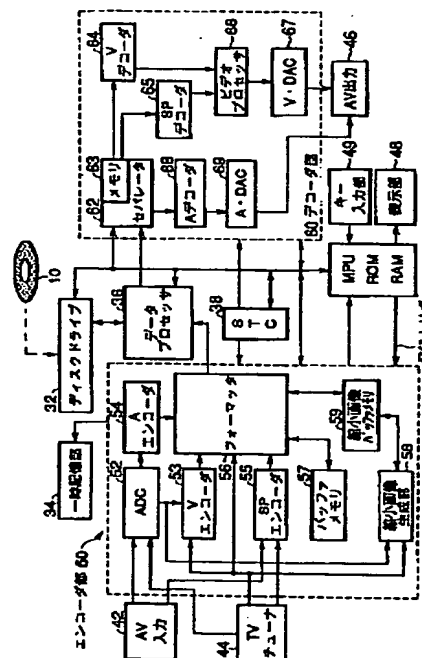 エンコーダ部 50
42
AV入力
44
TV
チューナ
52
ADC
54
Aエンコーダ
53
V
エンコーダ
56
フォーマッタ
55
SP
エンコーダ
57
バッファ
メモリ
59
縮小画像
バッファメモリ
58
縮小画像
生成部
34
一時記憶部
32
ディスクドライブ
10
36
データ
プロセッサ
38
STC
63
メモリ
62
セパレータ
64
V
デコーダ
65
SP
デコーダ
ビデオ
プロセッサ
67
V・DAC
Aデコーダ
69
A・DAC
60 デコーダ部
46
AV出力
49
キー
入力部
48
表示部
MPU
ROM
RAM